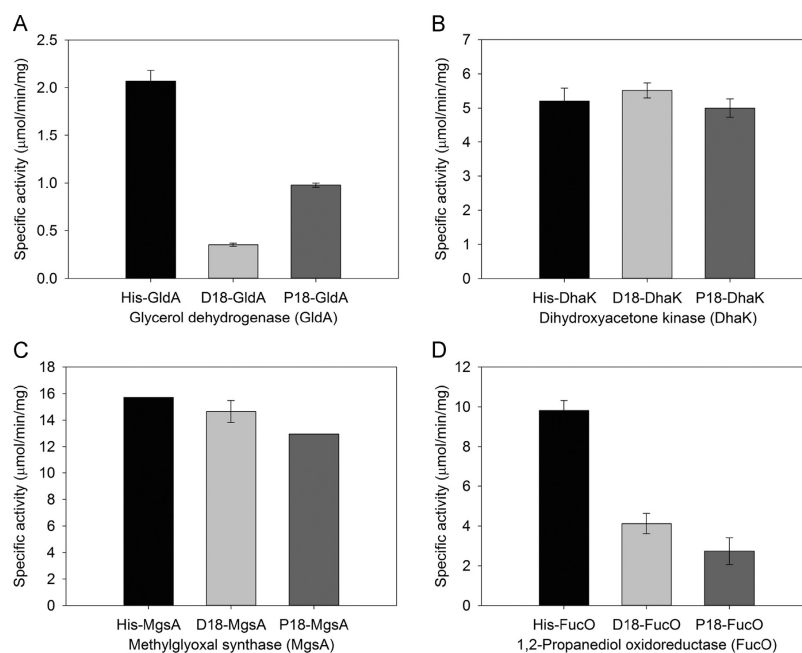 A
Specific activity (μmol/min/mg)
2.5
2.0
1.5
1.0
0.5
0.0
His-GldA D18-GldA P18-GldA
Glycerol dehydrogenase (GldA)
B
Specific activity (μmol/min/mg)
7
6
5
4
3
2
1
0
His-DhaK D18-DhaK P18-DhaK
Dihydroxyacetone kinase (DhaK)
C
Specific activity (μmol/min/mg)
18
16
14
12
10
8
6
4
2
0
His-MgsA D18-MgsA P18-MgsA
Methylglyoxal synthase (MgsA)
D
Specific activity (μmol/min/mg)
12
10
8
6
4
2
0
His-FucO D18-FucO P18-FucO
1,2-Propanediol oxidoreductase (FucO)